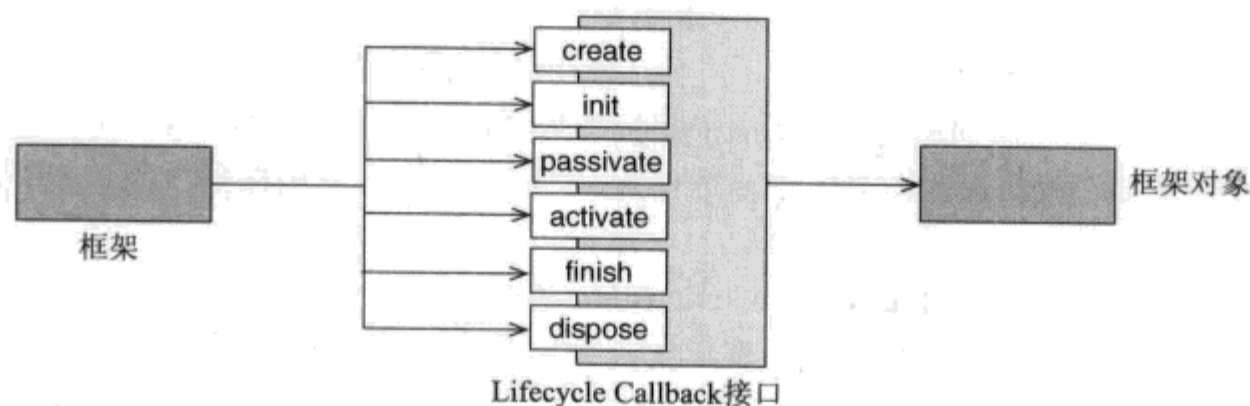 create
init
passivate
activate
finish
dispose
框架
框架对象
Lifecycle Callback接口